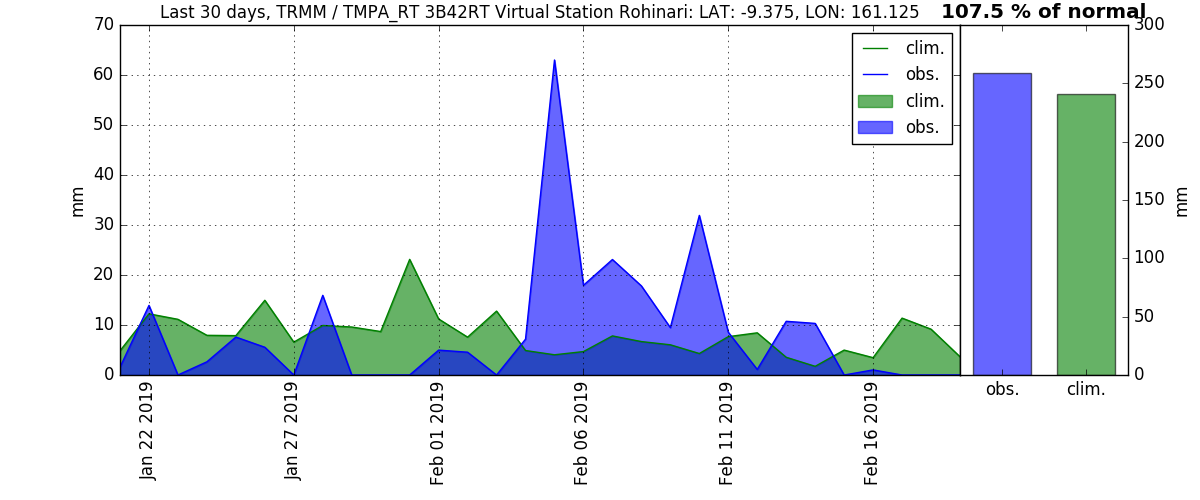 Last 30 days, TRMM / TMPA_RT 3B42RT Virtual Station Rohinari: LAT: -9.375, LON: 161.125
107.5 % of normal
70
60
50
40
30
20
10
0
mm
clim.
obs.
clim.
obs.
300
250
200
150
100
50
0
mm
Jan 22 2019
Jan 27 2019
Feb 01 2019
Feb 06 2019
Feb 11 2019
Feb 16 2019
obs.
clim.